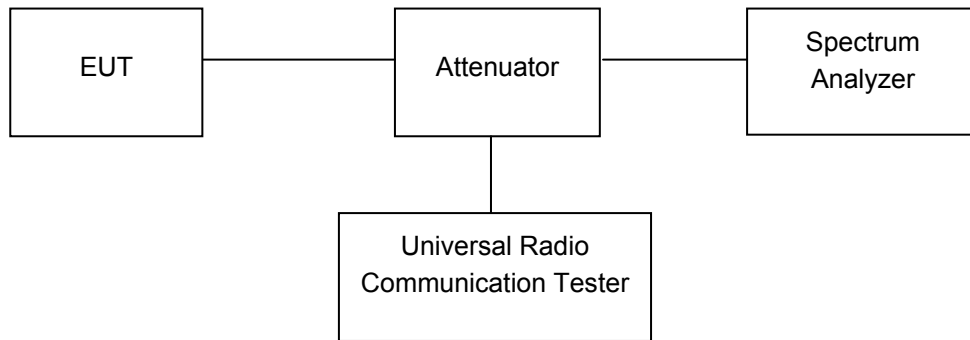 EUT
Attenuator
Spectrum
Analyzer
Universal Radio
Communication Tester